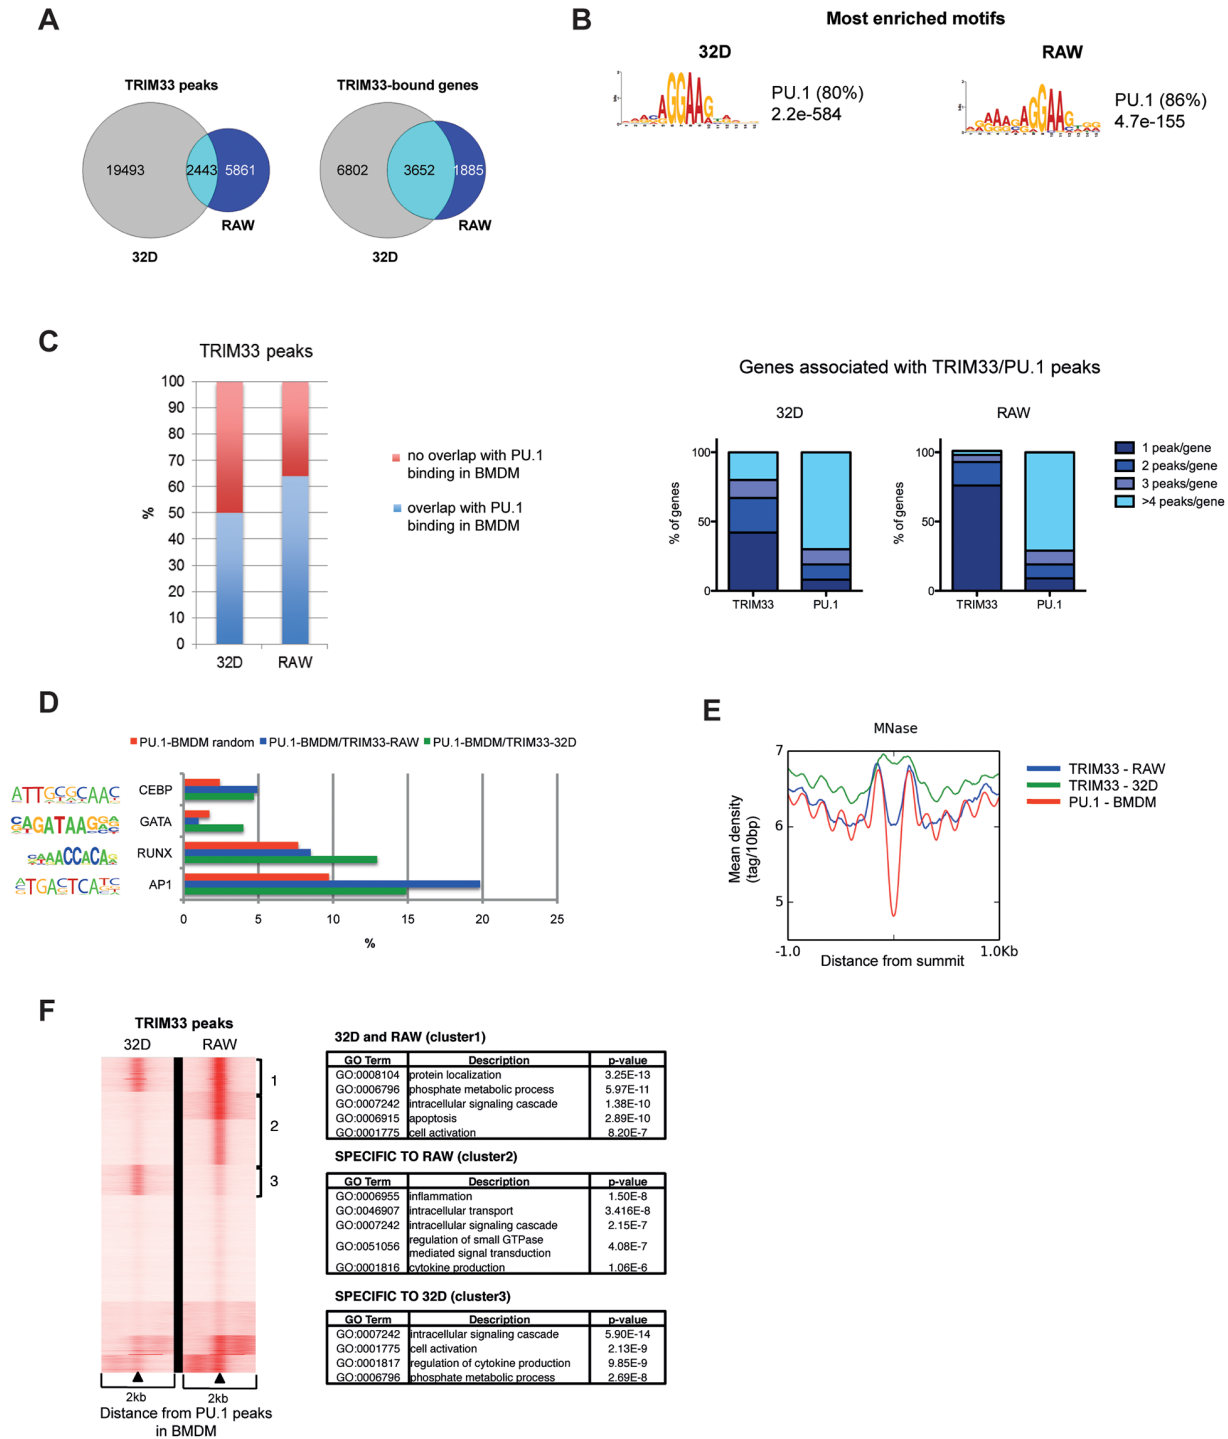 A
TRIM33 peaks
TRIM33-bound genes
19493
2443
5861
RAW
32D
6802
3652
1885
RAW
32D
B
Most enriched motifs
32D
RAW
PU.1 (80%)
2.2e-584
PU.1 (86%)
4.7e-155
C
TRIM33 peaks
%
100
90
80
70
60
50
40
30
20
10
0
32D
RAW
no overlap with PU.1
binding in BMDM
overlap with PU.1
binding in BMDM
Genes associated with TRIM33/PU.1 peaks
32D
% of genes
100
50
0
TRIM33
PU.1
RAW
% of genes
100
50
0
TRIM33
PU.1
1 peak/gene
2 peaks/gene
3 peaks/gene
>4 peaks/gene
D
PU.1-BMDM random
PU.1-BMDM/TRIM33-RAW
PU.1-BMDM/TRIM33-32D
CEBP
GATA
RUNX
AP1
0
5
10
15
20
25
%
E
MNase
Mean density
(tag/10bp)
7
6
5
-1.0
1.0Kb
Distance from summit
TRIM33 - RAW
TRIM33 - 32D
PU.1 - BMDM
F
TRIM33 peaks
32D
RAW
1
2
3
2kb
2kb
Distance from PU.1 peaks
in BMDM
32D and RAW (cluster1)
GO Term Description p-value
GO:0008104 protein localization 3.25E-13
GO:0006796 phosphate metabolic process 5.97E-11
GO:0007242 intracellular signaling cascade 1.38E-10
GO:0006915 apoptosis 2.89E-10
GO:0001775 cell activation 8.20E-7
SPECIFIC TO RAW (cluster2)
GO Term Description p-value
GO:0006955 inflammation 1.50E-8
GO:0046907 intracellular transport 3.416E-8
GO:0007242 intracellular signaling cascade 2.15E-7
GO:0051056 regulation of small GTPase
mediated signal transduction 4.08E-7
GO:0001816 cytokine production 1.06E-6
SPECIFIC TO 32D (cluster3)
GO Term Description p-value
GO:0007242 intracellular signaling cascade 5.90E-14
GO:0001775 cell activation 2.13E-9
GO:0001817 regulation of cytokine production 9.85E-9
GO:0006796 phosphate metabolic process 2.69E-8